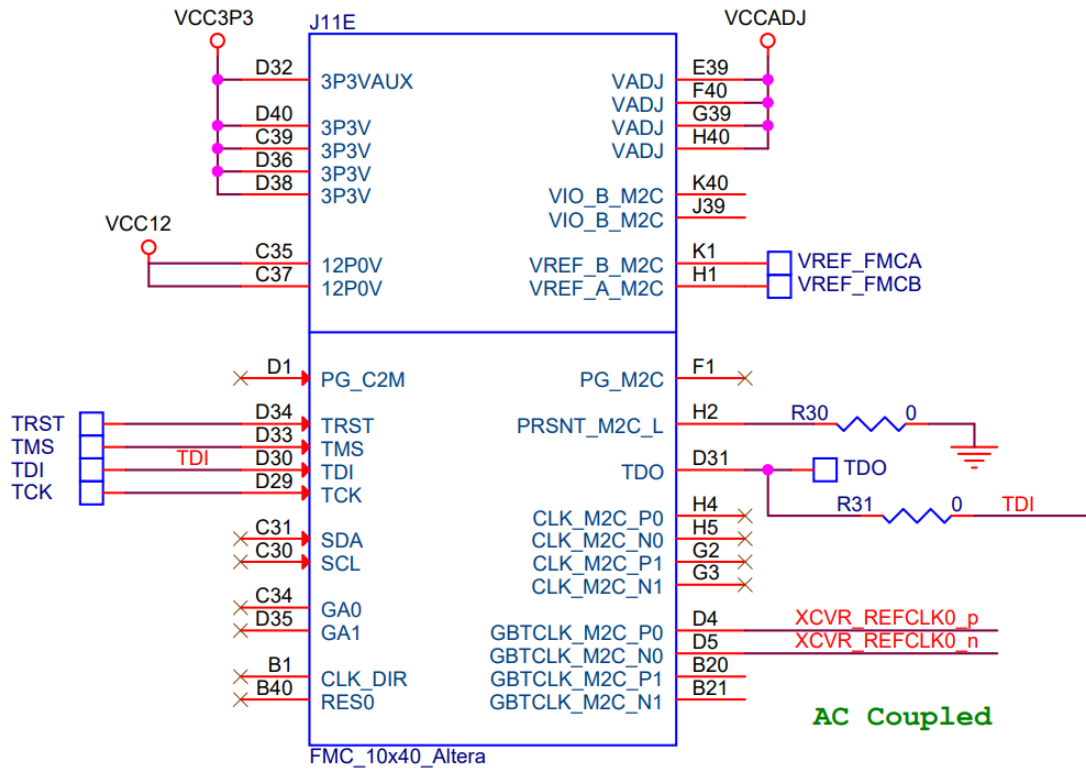 VCC3P3
VCCADJ
J11E
D32 3P3VAUX
VADJ E39
VADJ F40
D40 3P3V
VADJ G39
C39 3P3V
VADJ H40
D36 3P3V
D38 3P3V
VIO_B_M2C K40
VIO_B_M2C J39
VCC12
C35 12P0V
VREF_B_M2C K1 VREF_FMCA
C37 12P0V
VREF_A_M2C H1 VREF_FMCB
D1 PG_C2M
PG_M2C F1
TRST D34 TRST
PRSNT_M2C_L H2 R30 0
TMS D33 TMS
TDI TDI D30 TDI
TDO D31 TDO
TCK D29 TCK
R31 0 TDI
CLK_M2C_P0 H4
C31 SDA
CLK_M2C_N0 H5
C30 SCL
CLK_M2C_P1 G2
CLK_M2C_N1 G3
C34 GA0
D35 GA1
GBTCLK_M2C_P0 D4 XCVR_REFCLK0_p
GBTCLK_M2C_N0 D5 XCVR_REFCLK0_n
B1 CLK_DIR
GBTCLK_M2C_P1 B20
B40 RES0
GBTCLK_M2C_N1 B21
AC Coupled
FMC_10x40_Altera